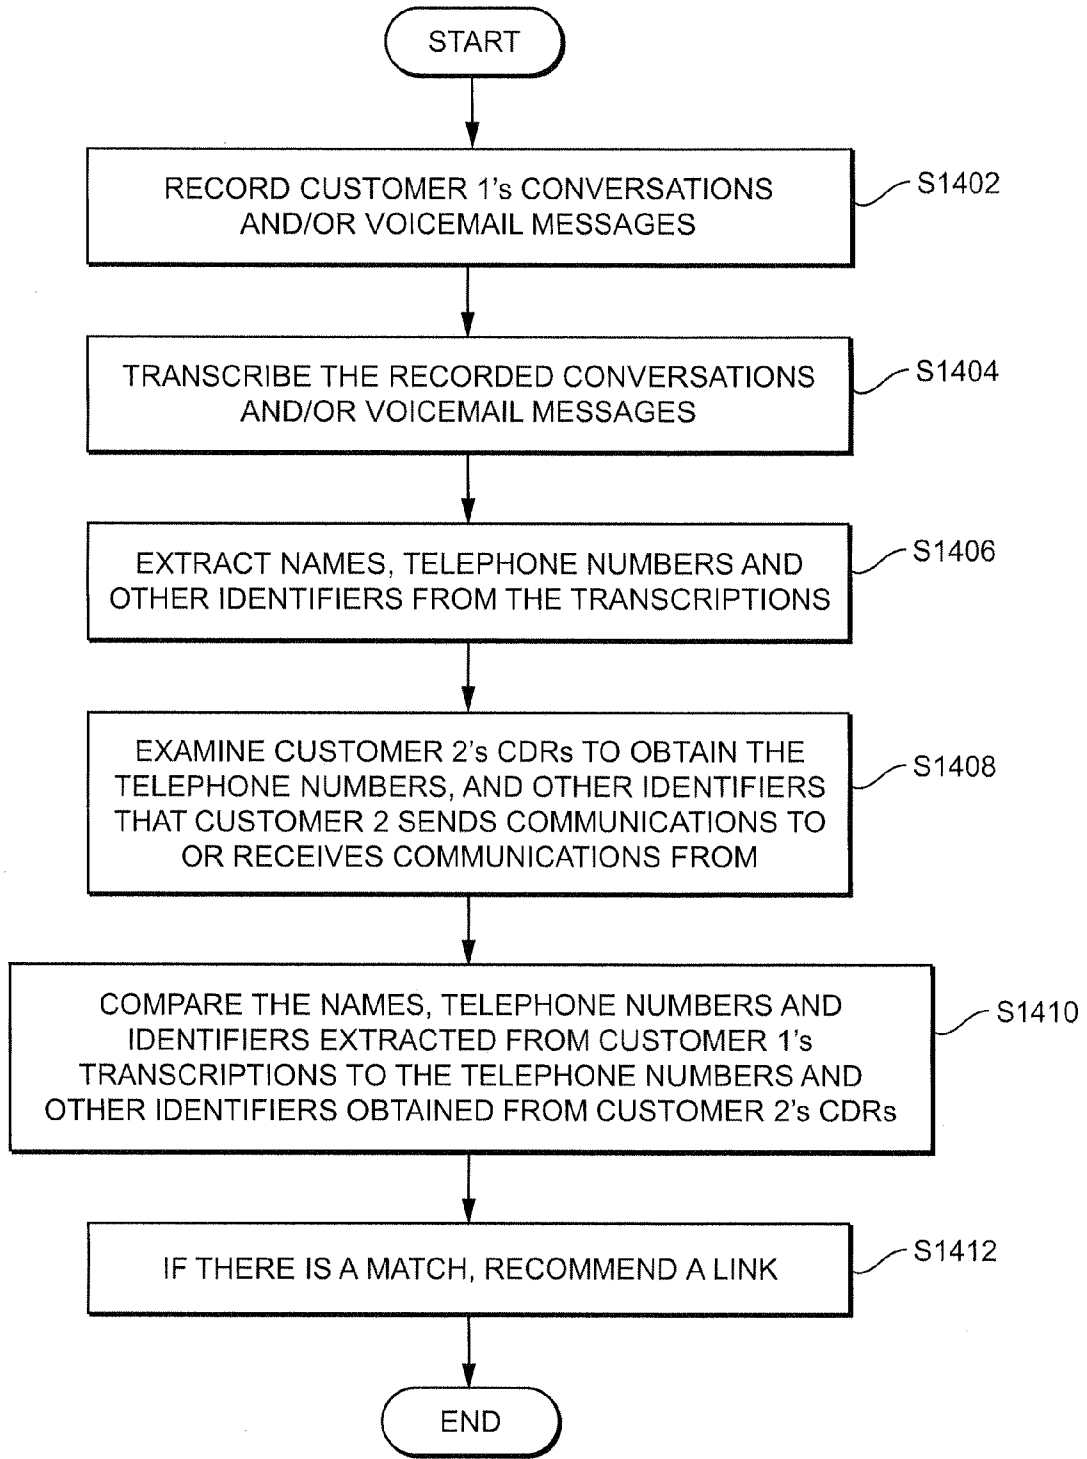 START
RECORD CUSTOMER 1's CONVERSATIONS
AND/OR VOICEMAIL MESSAGES
S1402
TRANSCRIBE THE RECORDED CONVERSATIONS
AND/OR VOICEMAIL MESSAGES
S1404
EXTRACT NAMES, TELEPHONE NUMBERS AND
OTHER IDENTIFIERS FROM THE TRANSCRIPTIONS
S1406
EXAMINE CUSTOMER 2's CDRs TO OBTAIN THE
TELEPHONE NUMBERS, AND OTHER IDENTIFIERS
THAT CUSTOMER 2 SENDS COMMUNICATIONS TO
OR RECEIVES COMMUNICATIONS FROM
S1408
COMPARE THE NAMES, TELEPHONE NUMBERS AND
IDENTIFIERS EXTRACTED FROM CUSTOMER 1's
TRANSCRIPTIONS TO THE TELEPHONE NUMBERS AND
OTHER IDENTIFIERS OBTAINED FROM CUSTOMER 2's CDRs
S1410
IF THERE IS A MATCH, RECOMMEND A LINK
S1412
END